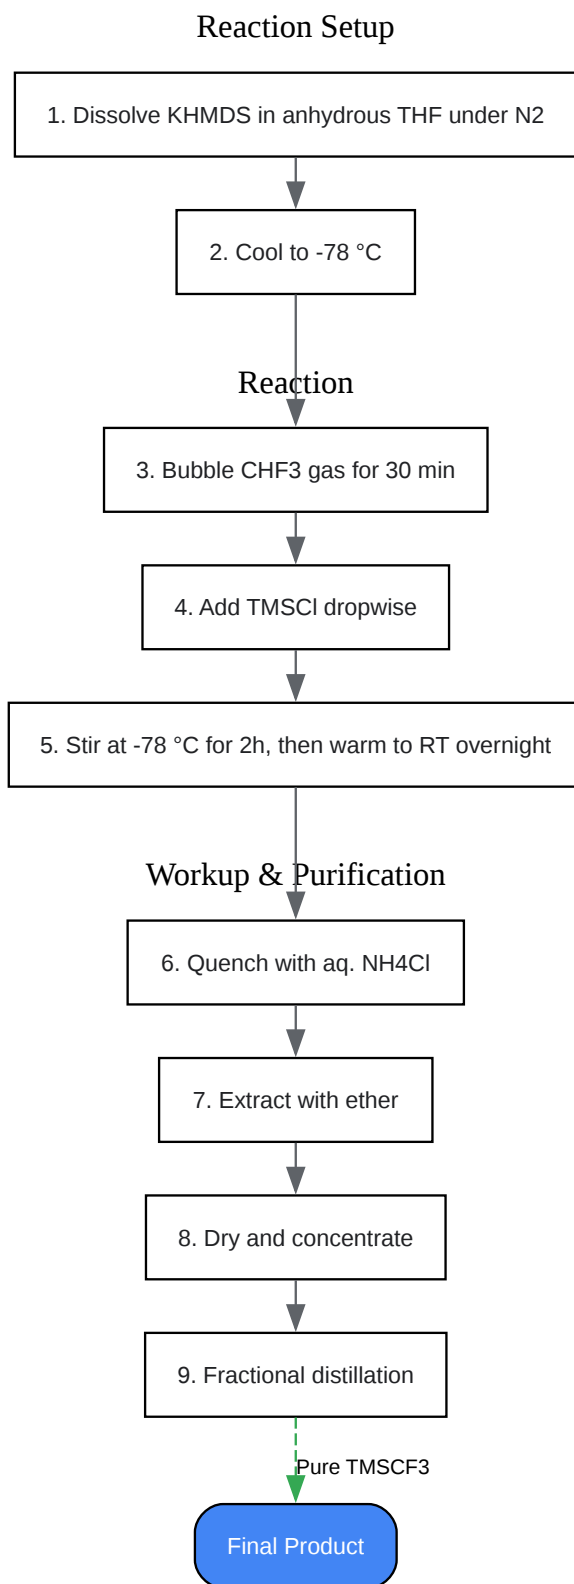 Reaction Setup
1. Dissolve KHMDS in anhydrous THF under N2
2. Cool to -78 °C
Reaction
3. Bubble CHF3 gas for 30 min
4. Add TMSCl dropwise
5. Stir at -78 °C for 2h, then warm to RT overnight
Workup & Purification
6. Quench with aq. NH4Cl
7. Extract with ether
8. Dry and concentrate
9. Fractional distillation
Pure TMSCF3
Final Product